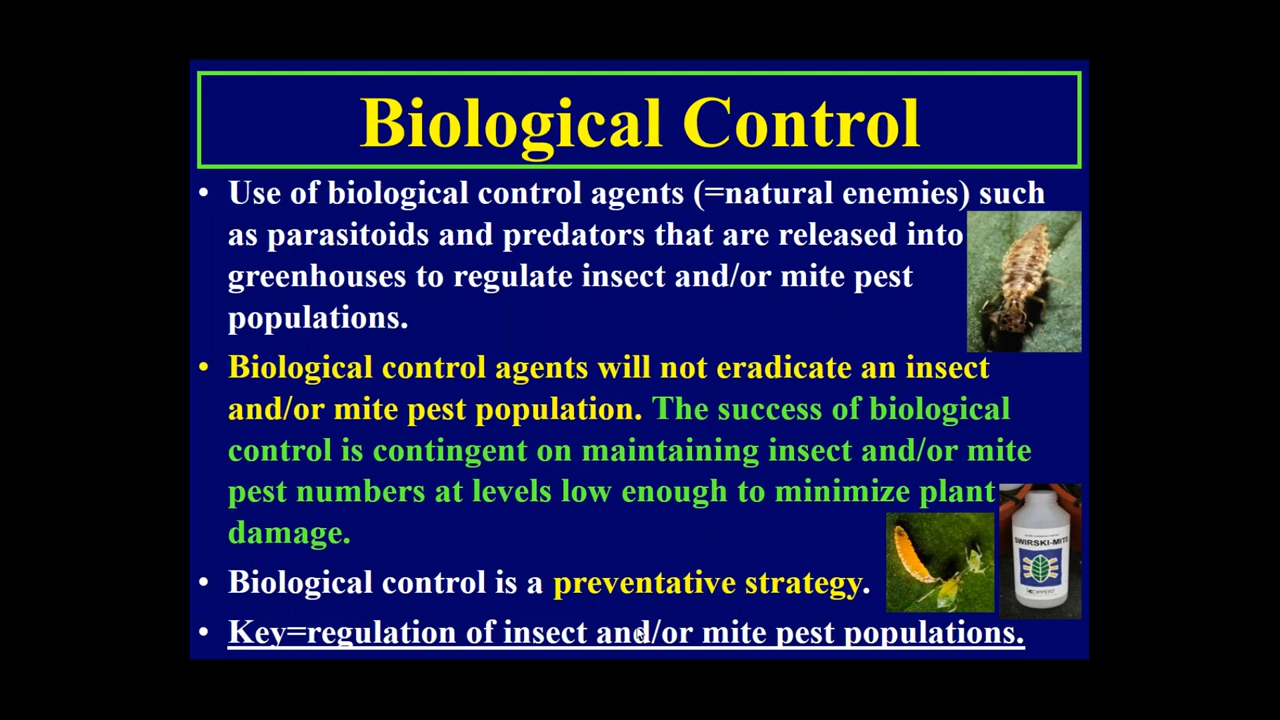 Biological Control
• Use of biological control agents (=natural enemies) such
as parasitoids and predators that are released into
greenhouses to regulate insect and/or mite pest
populations.
• Biological control agents will not eradicate an insect
and/or mite pest population. The success of biological
control is contingent on maintaining insect and/or mite
pest numbers at levels low enough to minimize plant
damage.
SWIRSKI-MITE
KOPPERT
• Biological control is a preventative strategy.
• Key=regulation of insect and/or mite pest populations.